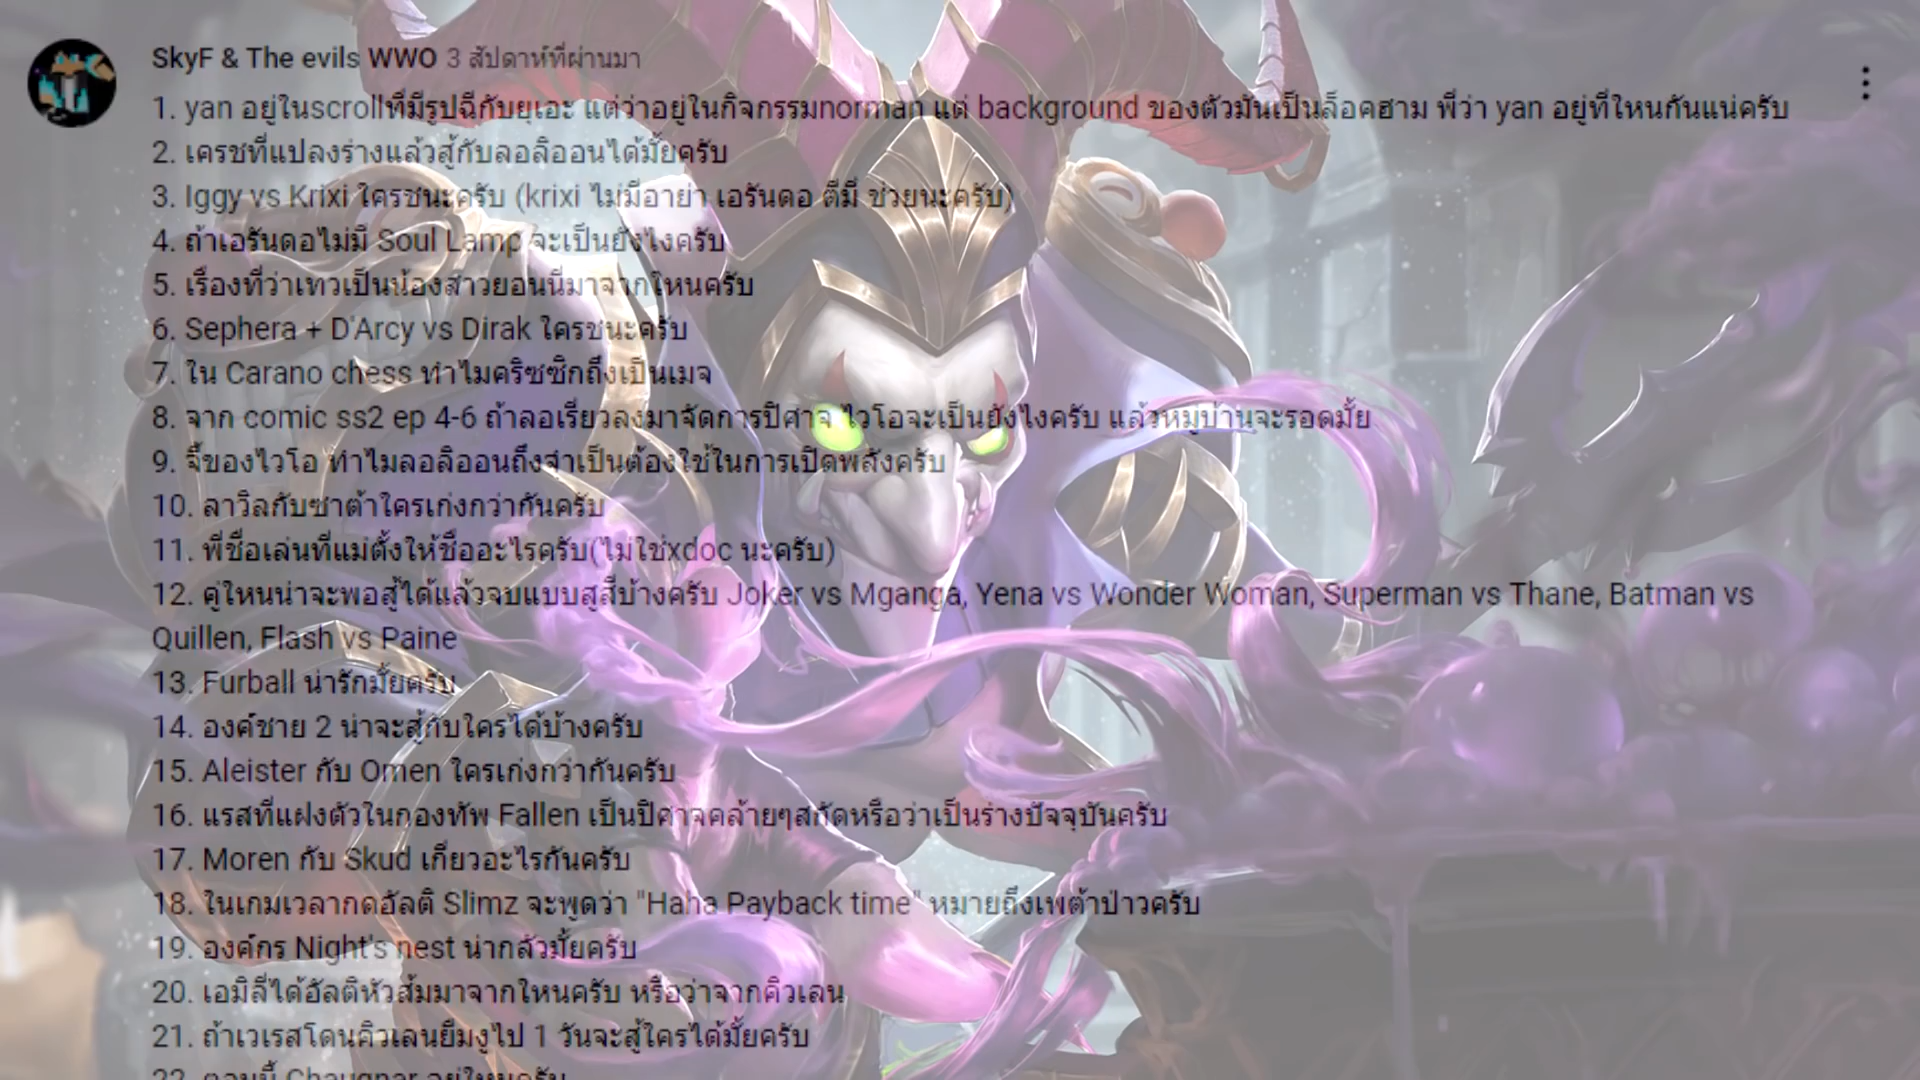 SkyF & The evils WWO 3 สัปดาห์ที่ผ่านมา
1. yan อยู่ในscrollที่มีรูปฉีกับยุเอะ แต่ว่าอยู่ในกิจกรรมnorman แต่ background ของตัวมันเป็นล็อคฮาม พี่ว่า yan อยู่ที่ใหนกันแน่ครับ
2. เครชที่แปลงร่างแล้วสู้กับลอลิออนได้มั้ยครับ
3. Iggy vs Krixi ใครชนะครับ (krixi ไม่มีอาย่า เอรันดอ ตีมี่ ช่วยนะครับ)
4. ถ้าเอรันดอไม่มี Soul Lamp จะเป็นยังไงครับ
5. เรื่องที่ว่าเทวเป็นน้องสาวยอนนี่มาจากใหนครับ
6. Sephera + D'Arcy vs Dirak ใครชนะครับ
7. ใน Carano chess ทำไมคริซซิกถึงเป็นเมจ
8. จาก comic ss2 ep 4-6 ถ้าลอเรียวลงมาจัดการปีศาจ ไวโอจะเป็นยังไงครับ แล้วหมู่บ้านจะรอดมั้ย
9. จี้ของไวโอ ทำไมลอลิออนถึงจำเป็นต้องใช้ในการเปิดพลังครับ
10. ลาวิลกับซาต้าใครเก่งกว่ากันครับ
11. พี่ชื่อเล่นที่แม่ตั้งให้ชื่ออะไรครับ(ไม่ใช่xdoc นะครับ)
12. คู่ใหนน่าจะพอสู้ได้แล้วจบแบบสูสีบ้างครับ Joker vs Mganga, Yena vs Wonder Woman, Superman vs Thane, Batman vs
Quillen, Flash vs Paine
13. Furball น่ารักมั้ยครับ
14. องค์ชาย 2 น่าจะสู้กับใครได้บ้างครับ
15. Aleister กับ Omen ใครเก่งกว่ากันครับ
16. แรสที่แฝงตัวในกองทัพ Fallen เป็นปีศาจคล้ายๆสกัดหรือว่าเป็นร่างปัจจุบันครับ
17. Moren กับ Skud เกี่ยวอะไรกันครับ
18. ในเกมเวลากดอัลติ Slimz จะพูดว่า "Haha Payback time" หมายถึงเพต้าป่าวครับ
19. องค์กร Night's nest น่ากลัวมั้ยครับ
20. เอมิลี่ได้อัลติหัวส้มมาจากใหนครับ หรือว่าจากคิวเลน
21. ถ้าเวเรสโดนคิวเลนยืมงูไป 1 วันจะสู้ใครได้มั้ยครับ
22. ตอนนี้ Chaugnar อยู่ใหนครับ